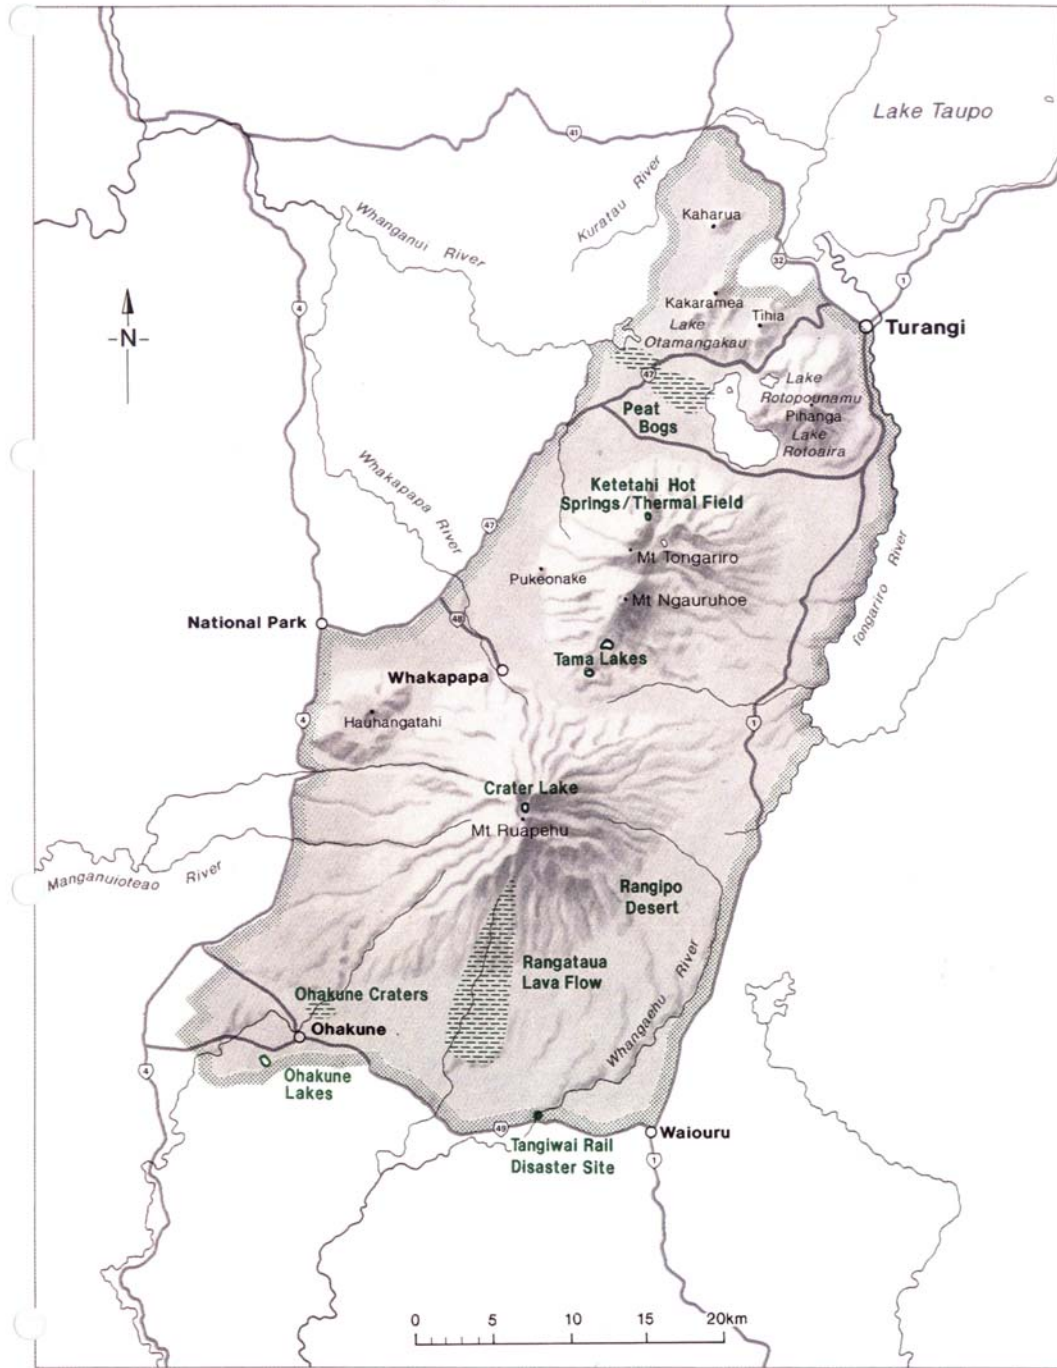 Lake Taupo
41
Whanganui River
Kuratau River
Kaharua
32
1
4
-N-
Kakaramea
Tihia
Lake
Otamangakau
Turangi
47
Lake
Rotopounamu
Pihanga
Lake
Rotoaira
Peat
Bogs
Whakapapa River
Ketetahi Hot
Springs/Thermal Field
47
Mt Tongariro
Pukeonake
Tongariro River
Mt Ngauruhoe
National Park
48
Tama Lakes
Whakapapa
4
Hauhangatahi
1
Crater Lake
Mt Ruapehu
Manganuioteao River
Rangipo
Desert
Rangataua
Lava Flow
Whangaehu River
Ohakune Craters
Ohakune
4
Ohakune
Lakes
49
Tangiwai Rail
Disaster Site
Waiouru
1
0 5 10 15 20km